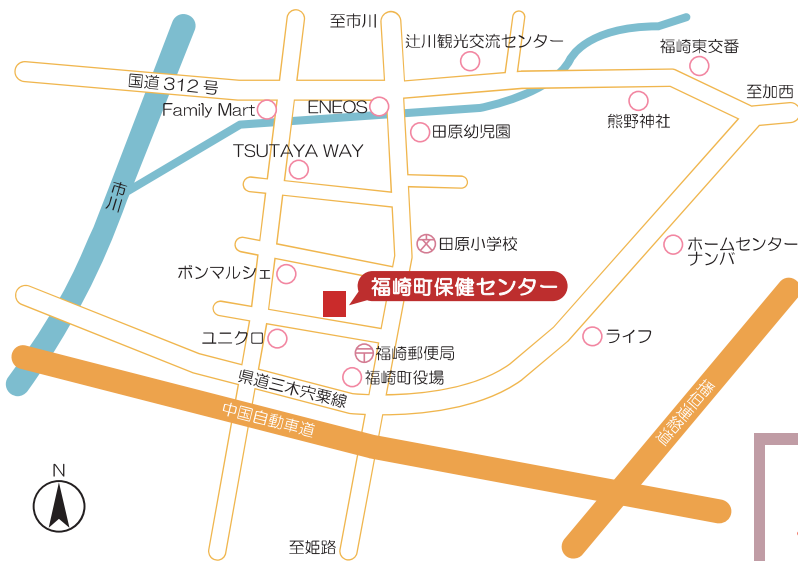 至市川
辻川観光交流センター
福崎東交番
国道312号
至加西
Family Mart
ENEOS
熊野神社
田原幼児園
TSUTAYA WAY
市川
田原小学校
ホームセンター
ナンバ
ボンマルシェ
福崎町保健センター
ユニクロ
ライフ
福崎郵便局
県道三木宍粟線
福崎町役場
播但連絡道
中国自動車道
N
至姫路